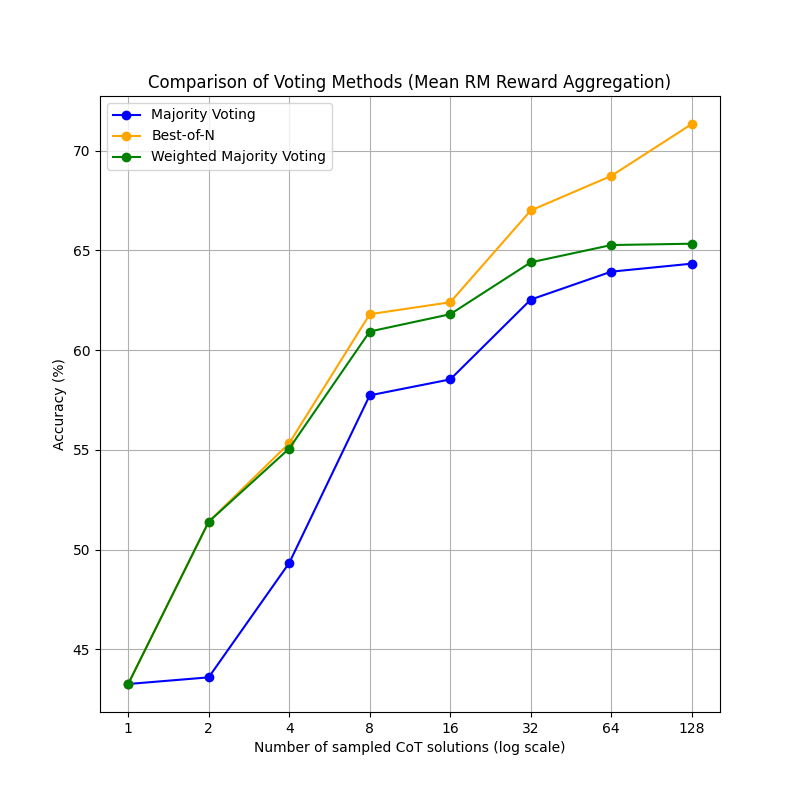 Comparison of Voting Methods (Mean RM Reward Aggregation)
Majority Voting
Best-of-N
Weighted Majority Voting
Accuracy (%)
70
65
60
55
50
45
1 2 4 8 16 32 64 128
Number of sampled CoT solutions (log scale)